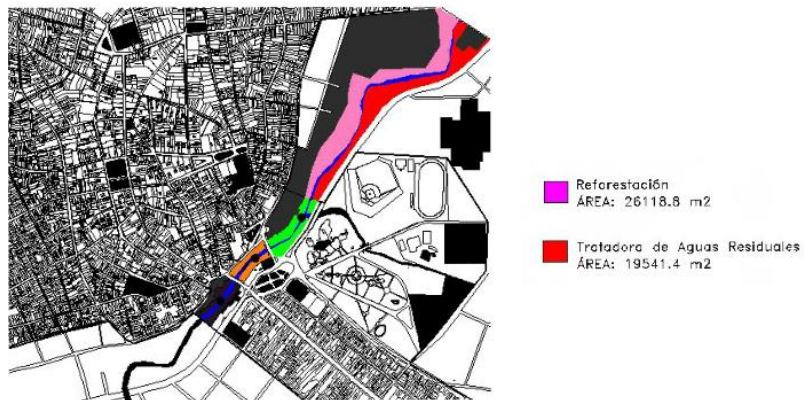 Reforestación
ÁREA: 26118.8 m2
Tratadora de Aguas Residuales
ÁREA: 19541.4 m2